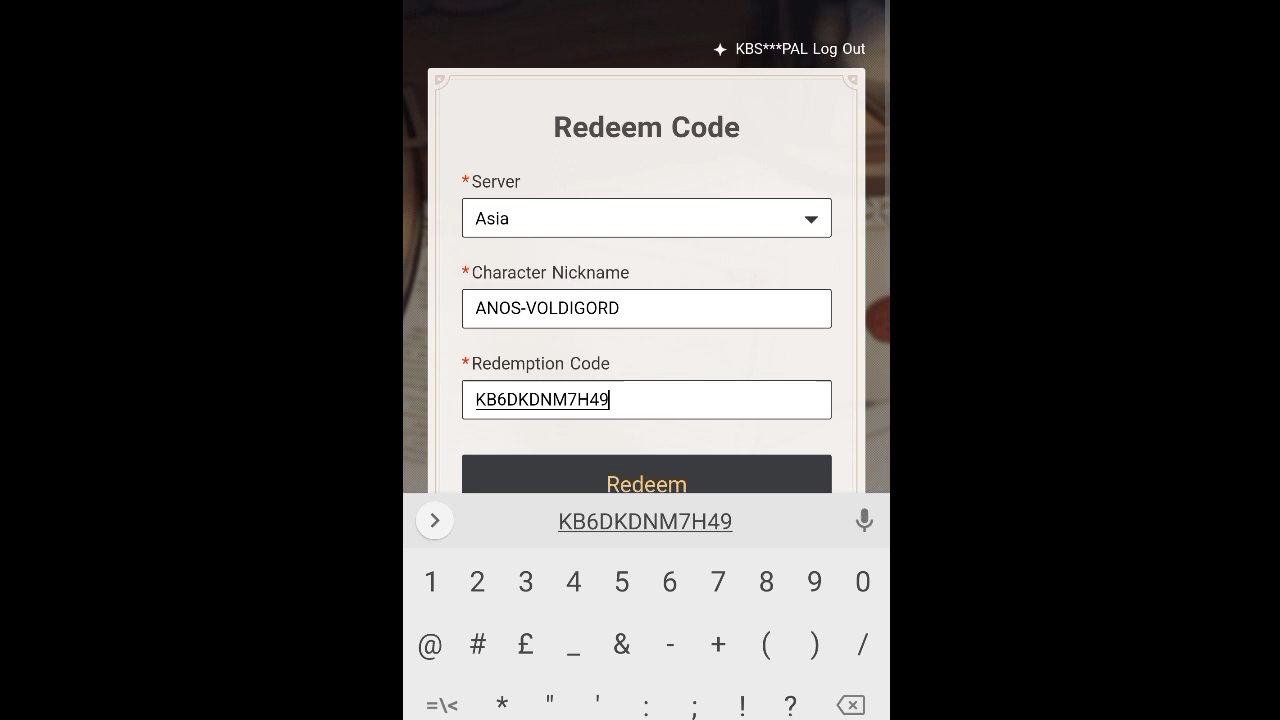 KBS***PAL Log Out
Redeem Code
*Server
Asia
*Character Nickname
ANOS-VOLDIGORD
*Redemption Code
KB6DKDNM7H49
Redeem
KB6DKDNM7H49
1 2 3 4 5 6 7 8 9 0
@ # £ _ & - + ( ) /
=\< * " ' : ; ! ?